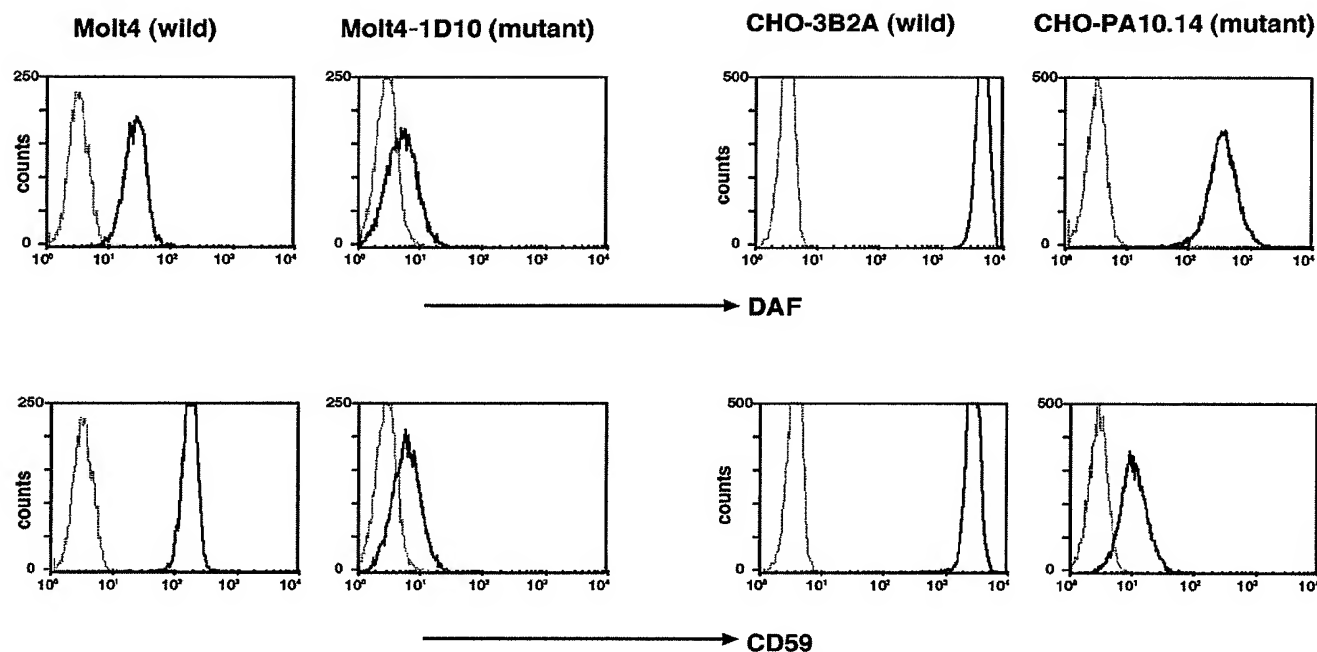 Molt4 (wild) Molt4-1D10 (mutant) CHO-3B2A (wild) CHO-PA10.14 (mutant)
250 250 500 500
counts counts
0 0 0 0
10⁰ 10¹ 10² 10³ 10⁴ 10⁰ 10¹ 10² 10³ 10⁴ 10⁰ 10¹ 10² 10³ 10⁴ 10⁰ 10¹ 10² 10³ 10⁴
DAF
250 250 500 500
counts counts
0 0 0 0
10⁰ 10¹ 10² 10³ 10⁴ 10⁰ 10¹ 10² 10³ 10⁴ 10⁰ 10¹ 10² 10³ 10⁴ 10⁰ 10¹ 10² 10³ 10⁴
CD59